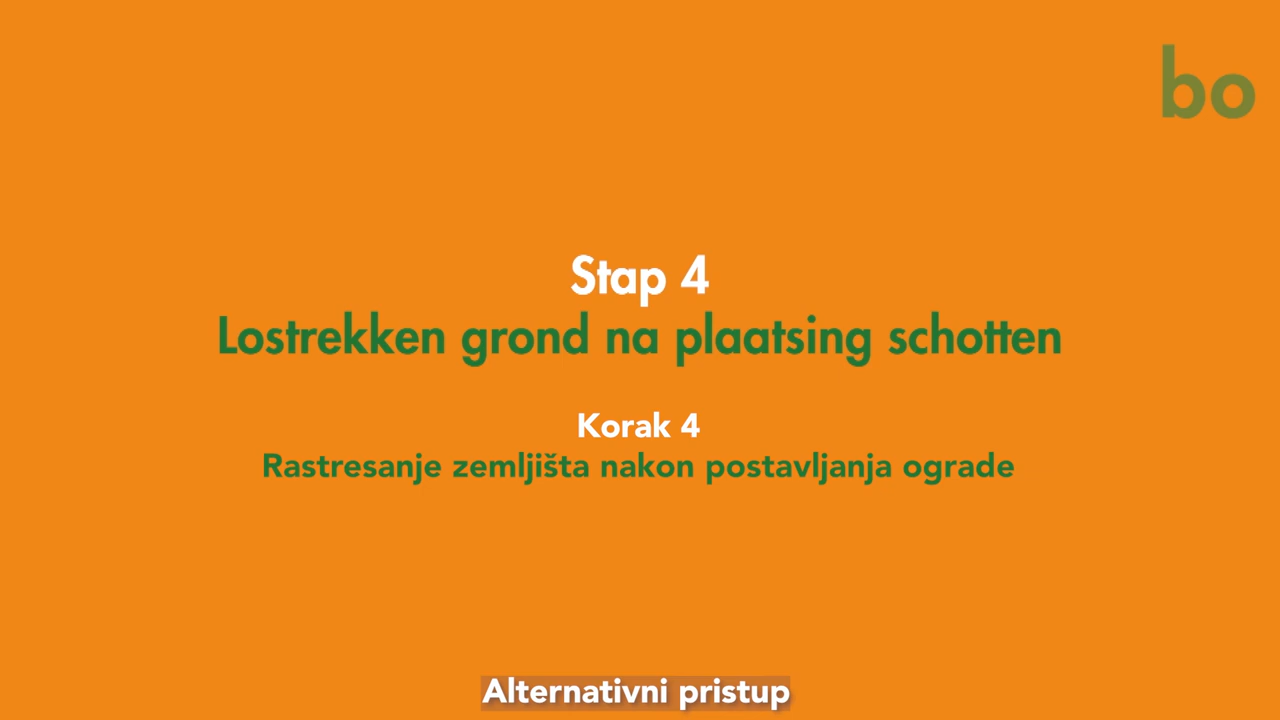 bo
Stap 4
Lostrekken grond na plaatsing schotten
Korak 4
Rastresanje zemljišta nakon postavljanja ograde
Alternativni pristup